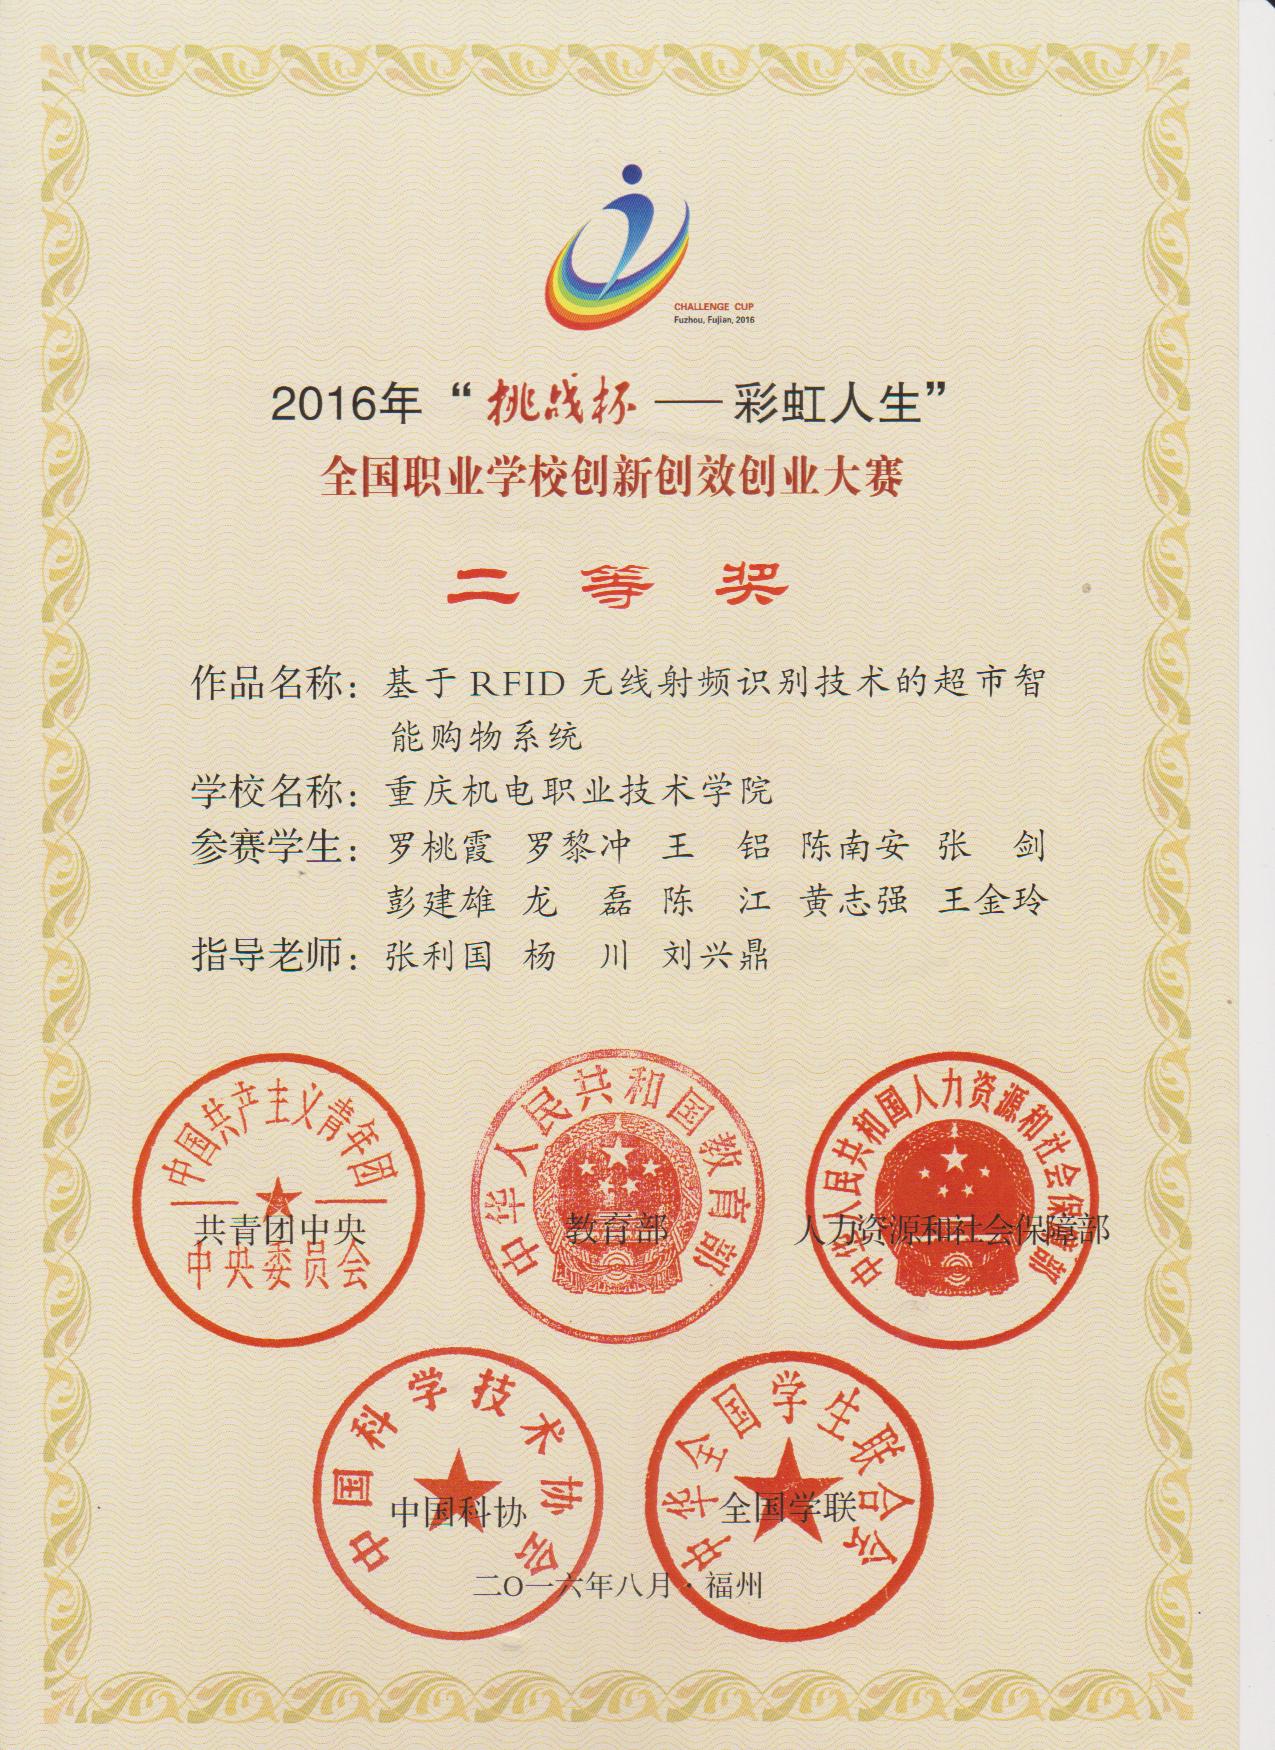 CHALLENGE CUP
Fuzhou, Fujian, 2016
2016年“挑战杯——彩虹人生”
全国职业学校创新创效创业大赛
二等奖
作品名称：基于RFID无线射频识别技术的超市智
能购物系统
学校名称：重庆机电职业技术学院
参赛学生：罗桃霞 罗黎冲 王 铝 陈南安 张 剑
彭建雄 龙 磊 陈 江 黄志强 王金玲
指导老师：张利国 杨 川 刘兴鼎
中国共产主义青年团
中央委员会
共青团中央
中华人民共和国教育部
教育部
中华人民共和国人力资源和社会保障部
人力资源和社会保障部
中国科学技术协会
中国科协
中华全国学生联合会
全国学联
二〇一六年八月·福州